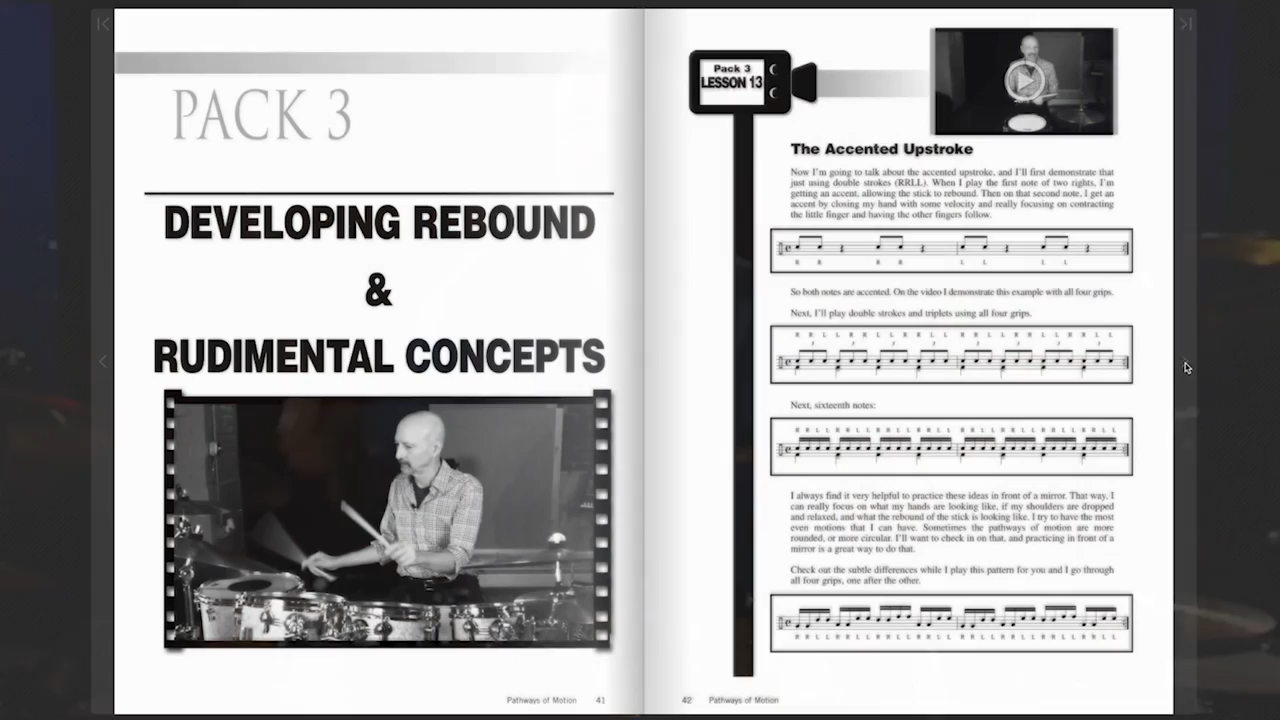 PACK 3
DEVELOPING REBOUND
&
RUDIMENTAL CONCEPTS
Pathways of Motion 41
Pack 3
LESSON 13
The Accented Upstroke
Now I'm going to talk about the accented upstroke, and I'll first demonstrate that
just using double strokes (RRLL). When I play the first note of two rights, I'm
getting an accent, allowing the stick to rebound. Then on that second note, I get an
accent by closing my hand with some velocity and really focusing on contracting
the little finger and having the other fingers follow.
R R R R L L L L
So both notes are accented. On the video I demonstrate this example with all four grips.
Next, I'll play double strokes and triplets using all four grips.
R R L L R R L L R R L L R R L L R R L L R R L L
3 3 3 3 3 3 3 3
Next, sixteenth notes:
R R L L R R L L R R L L R R L L R R L L R R L L R R L L R R L L
I always find it very helpful to practice these ideas in front of a mirror. That way, I
can really focus on what my hands are looking like, if my shoulders are dropped
and relaxed, and what the rebound of the stick is looking like. I try to have the most
even motions that I can have. Sometimes the pathways of motion are more
rounded, or more circular. I'll want to check in on that, and practicing in front of a
mirror is a great way to do that.
Check out the subtle differences while I play this pattern for you and I go through
all four grips, one after the other.
R R L L R R L L R R L L R R L L R R L L R R L L R R L L R R L L
42 Pathways of Motion